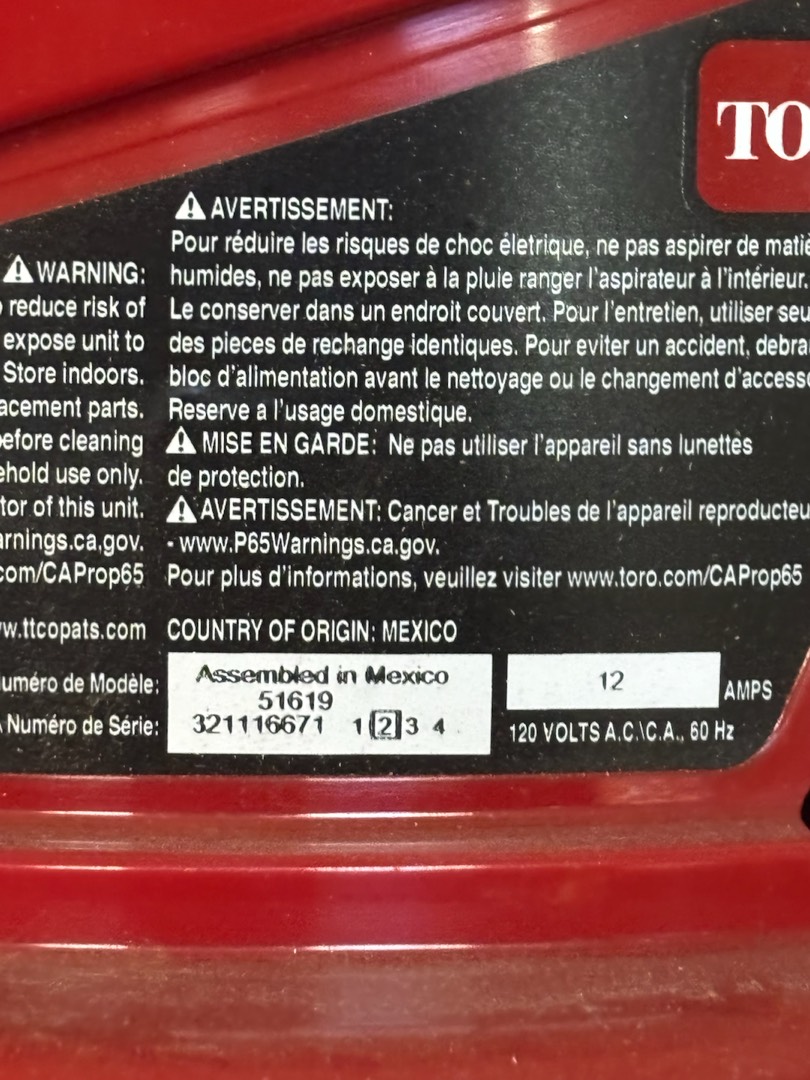 TO
AVERTISSEMENT:
Pour réduire les risques de choc életrique, ne pas aspirer de
humides, ne pas exposer à la pluie ranger l'aspirateur à l'intérieur.
Le conserver dans un endroit couvert. Pour l'entretien, utiliser
des pieces de rechange identiques. Pour eviter un accident,
bloc d'alimentation avant le nettoyage ou le changement
Reserve a l'usage domestique.
MISE EN GARDE: Ne pas utiliser l'appareil sans lunettes
de protection.
AVERTISSEMENT: Cancer et Troubles de l'appareil reproducteu
- www.P65Warnings.ca.gov.
Pour plus d'informations, veuillez visiter www.toro.com/CAProp65
WARNING:
reduce risk of
expose unit to
Store indoors.
acement parts.
efore cleaning
ehold use only.
tor of this unit.
arnings.ca.gov.
com/CAProp65
w.ttcopats.com
COUNTRY OF ORIGIN: MEXICO
uméro de Modèle:
Numéro de Série:
Assembled in Mexico
51619
321116671 1 2 3 4
12
AMPS
120 VOLTS A.C.\C.A., 60 Hz